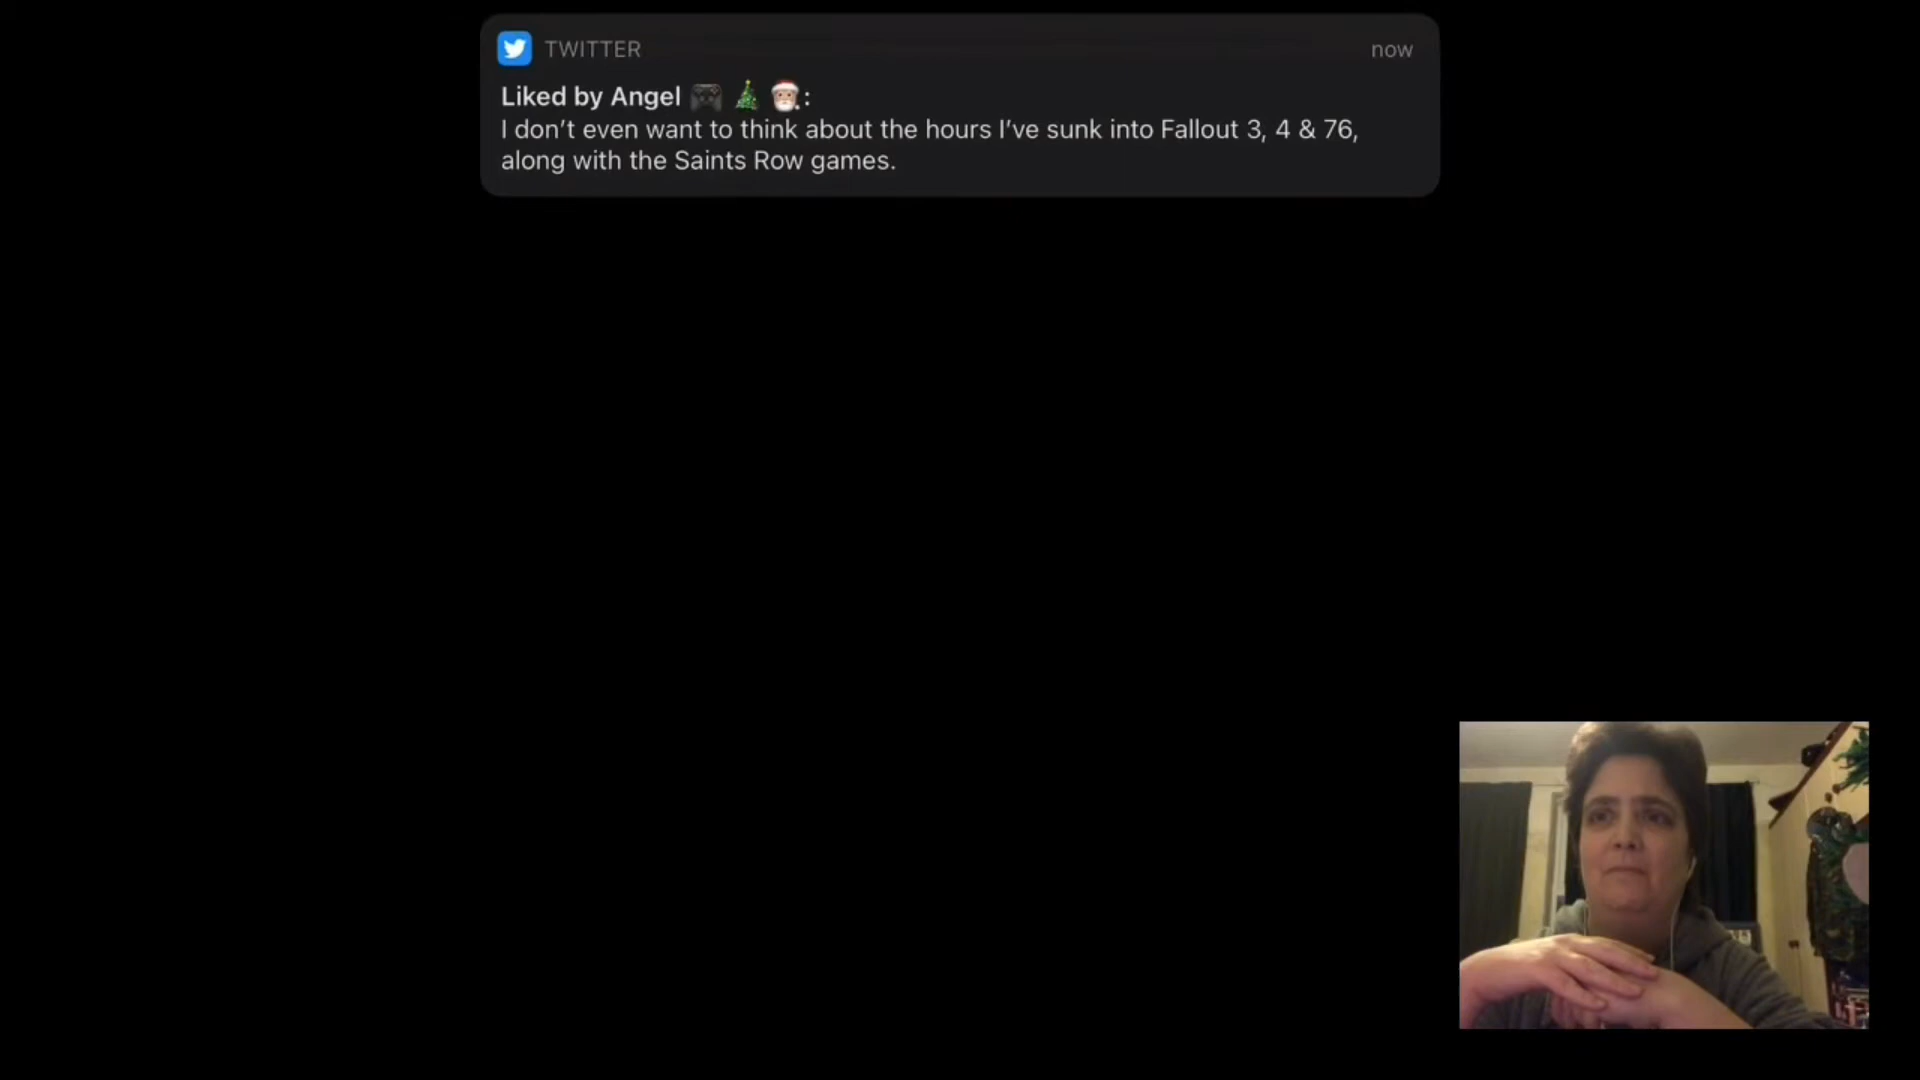 TWITTER
now
Liked by Angel 🎮 🎄 🎅🏼:
I don’t even want to think about the hours I’ve sunk into Fallout 3, 4 & 76,
along with the Saints Row games.